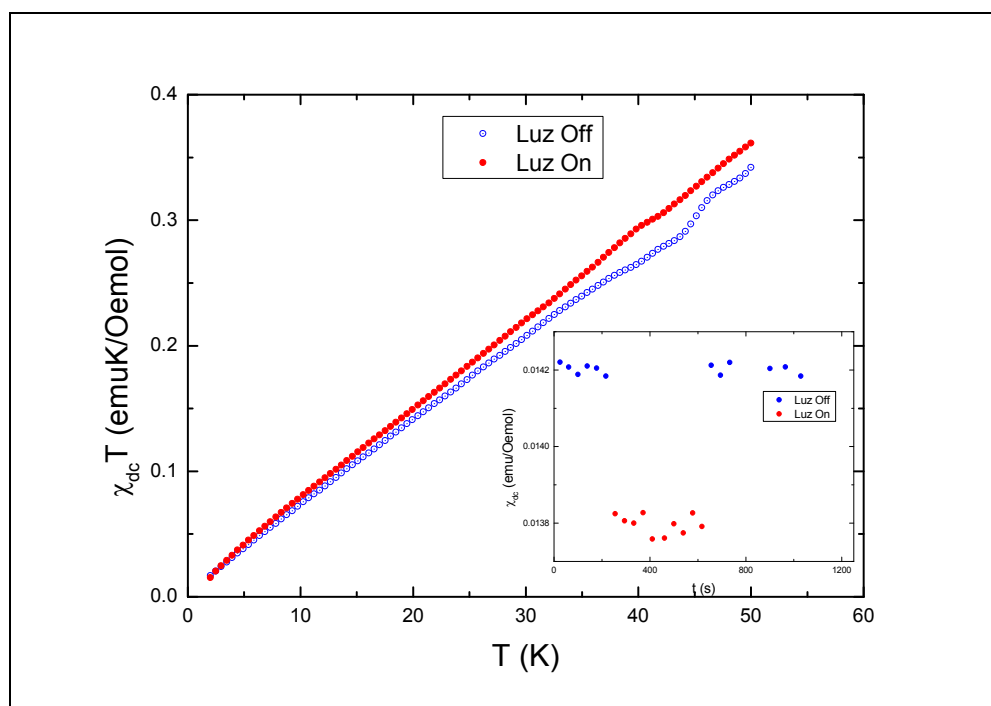 0.4
0.3
0.2
0.1
0.0
0
10
20
30
40
50
60
χdcT (emuK/Oemol)
T (K)
Luz Off
Luz On
0.0142
0.0140
0.0138
0
400
800
1200
χdc (emu/Oemol)
t (s)
Luz Off
Luz On